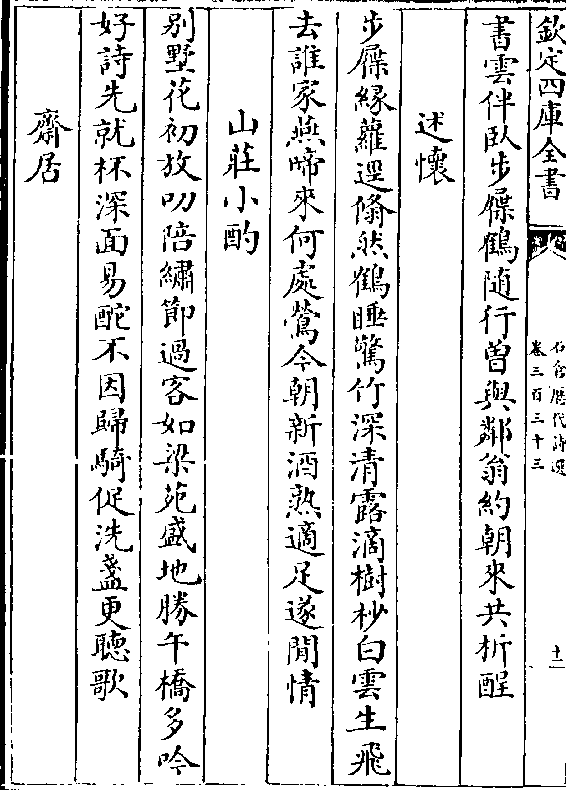 欽定四庫全書
石倉歷代詩選
卷三百三十三
十二
書雲伴臥步屧鶴隨行曽與鄰翁約朝來共析酲
述懷
步屧緣蘿逕翛然鶴睡驚竹深清露滴樹杪白雲生飛
去誰家燕啼來何處鶯今朝新酒熟適足遂閒情
山莊小酌
别墅花初放叨陪繡節過客如梁苑盛地勝午橋多吟
好詩先就杯深面易酡不因歸騎促洗盞更聽歌
齋居